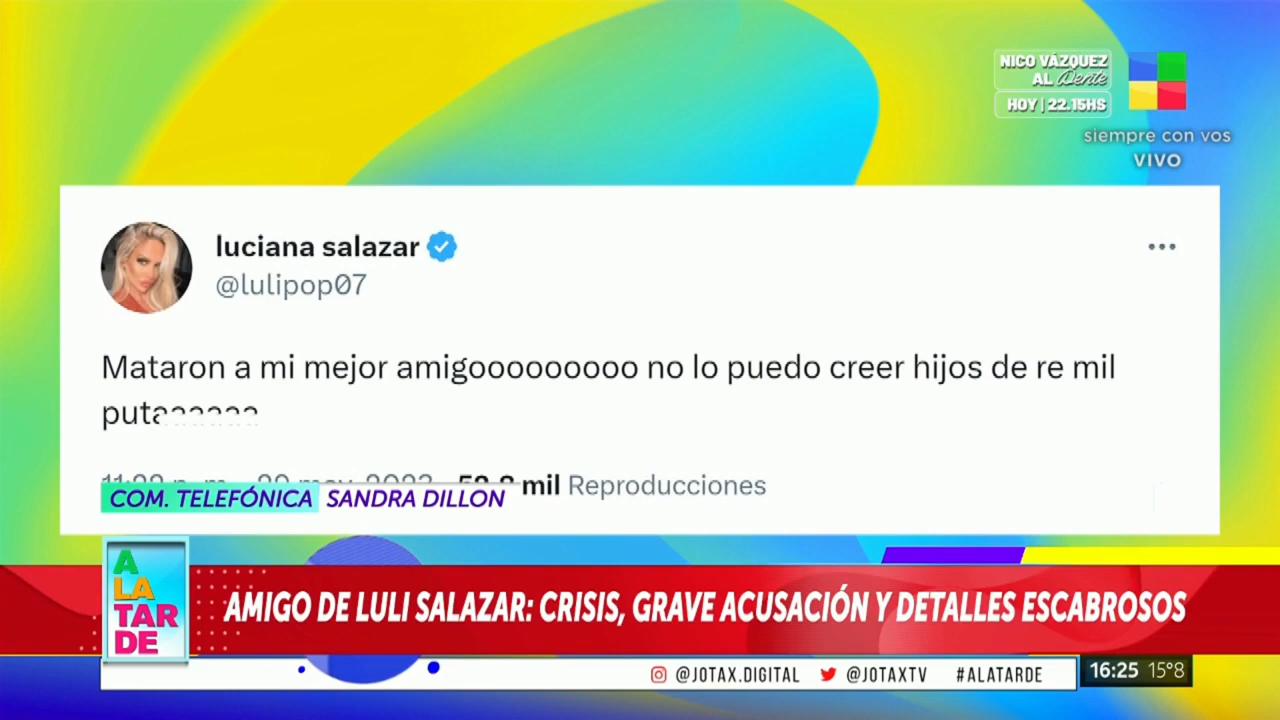 NICO VÁZQUEZ
AL Dente
HOY | 22.15HS
siempre con vos
VIVO
luciana salazar
@lulipop07
Mataron a mi mejor amigooooooooo no lo puedo creer hijos de re mil
putaaaaaa
mil Reproducciones
COM. TELEFÓNICA SANDRA DILLON
A LA TAR DE
AMIGO DE LULI SALAZAR: CRISIS, GRAVE ACUSACIÓN Y DETALLES ESCABROSOS
@JOTAX.DIGITAL @JOTAXTV #ALATARDE
16:25 15°8